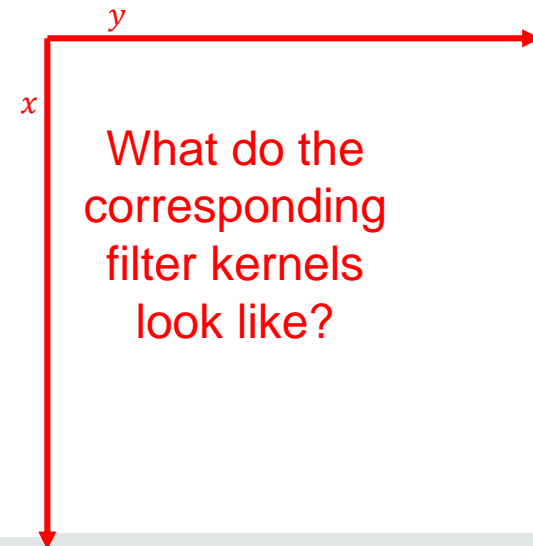 y
x
What do the
corresponding
filter kernels
look like?